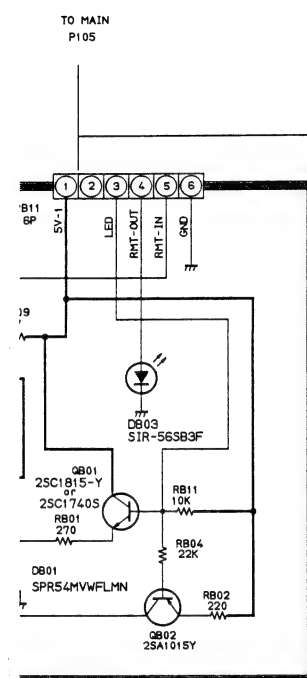 TO MAIN
P105
1 2 3 4 5 6
PB11
6P
5V-1
LED
RMT-OUT
RMT-IN
GND
09
DB03
SIR-56SB3F
QB01
2SC1815-Y
or
2SC1740S
RB01
270
RB11
10K
RB04
22K
DB01
SPR54MVWFLMN
RB02
220
QB02
2SA1015Y